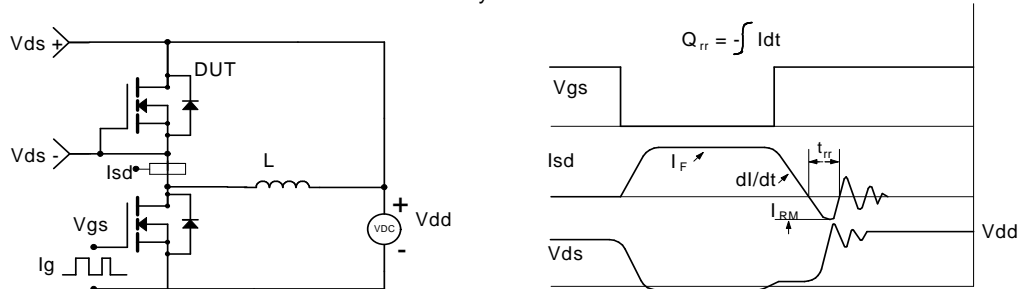 Vds +
DUT
Vds -
Isd
L
Vgs
Ig
+
VDC
-
Vdd
Q rr = -∫ Idt
Vgs
Isd
I F
dI/dt
t rr
I RM
Vds
Vdd